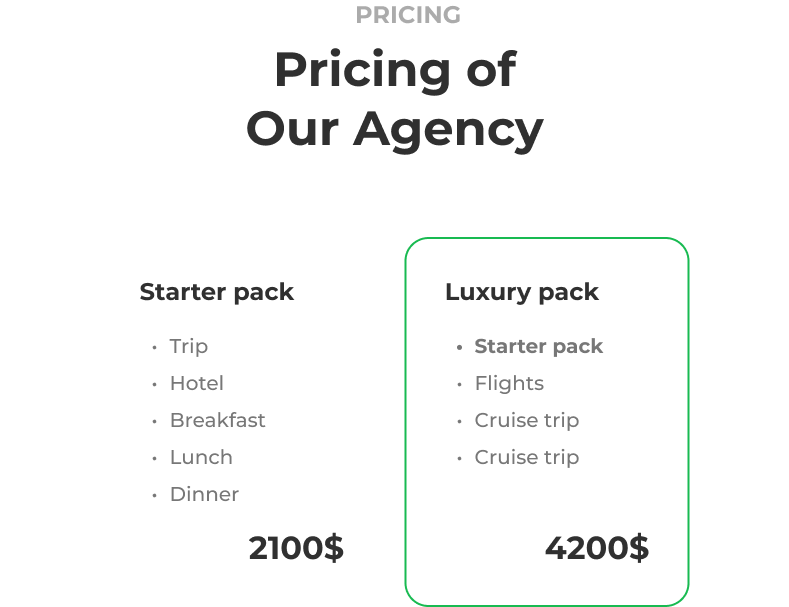 PRICING
Pricing of
Our Agency
Starter pack
• Trip
• Hotel
• Breakfast
• Lunch
• Dinner
2100$
Luxury pack
• Starter pack
• Flights
• Cruise trip
• Cruise trip
4200$